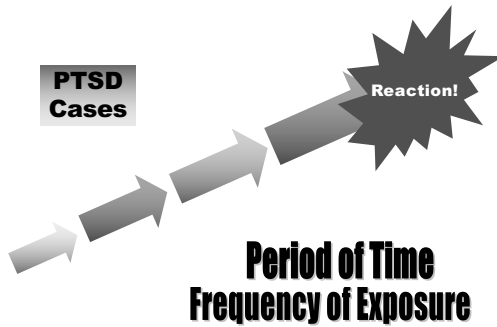 PTSD
Cases
Reaction!
Period of Time
Frequency of Exposure